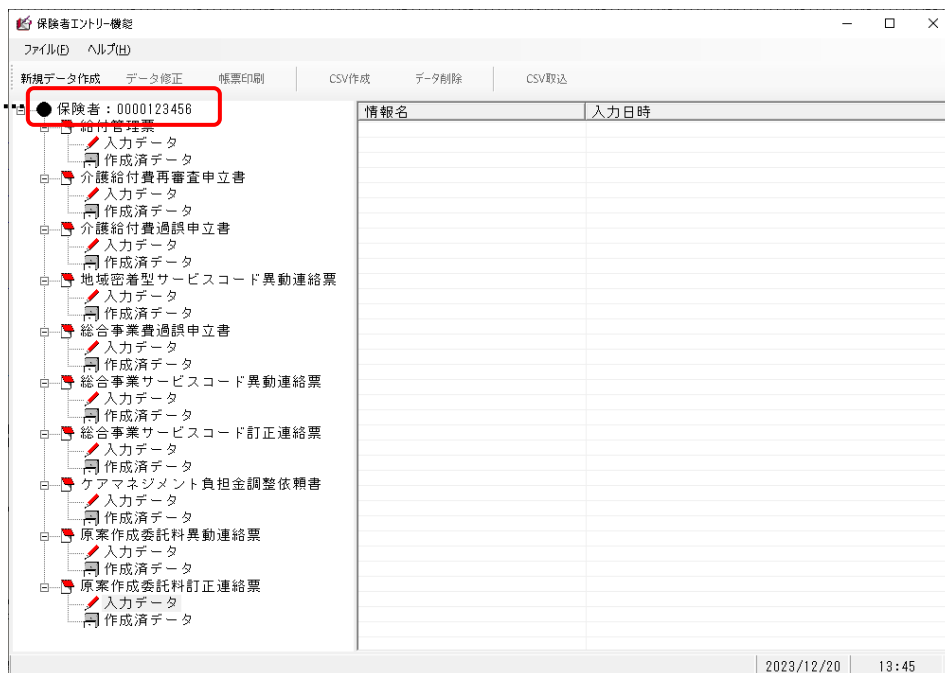 保険者エントリー機能
ファイル(F) ヘルプ(H)
新規データ作成 データ修正 帳票印刷 CSV作成 データ削除 CSV取込
保険者：0000123456
給付管理票
入力データ
作成済データ
介護給付費再審査申立書
入力データ
作成済データ
介護給付費過誤申立書
入力データ
作成済データ
地域密着型サービスコード異動連絡票
入力データ
作成済データ
総合事業費過誤申立書
入力データ
作成済データ
総合事業サービスコード異動連絡票
入力データ
作成済データ
総合事業サービスコード訂正連絡票
入力データ
作成済データ
ケアマネジメント負担金調整依頼書
入力データ
作成済データ
原案作成委託料異動連絡票
入力データ
作成済データ
原案作成委託料訂正連絡票
入力データ
作成済データ
情報名 入力日時
2023/12/20 13:45